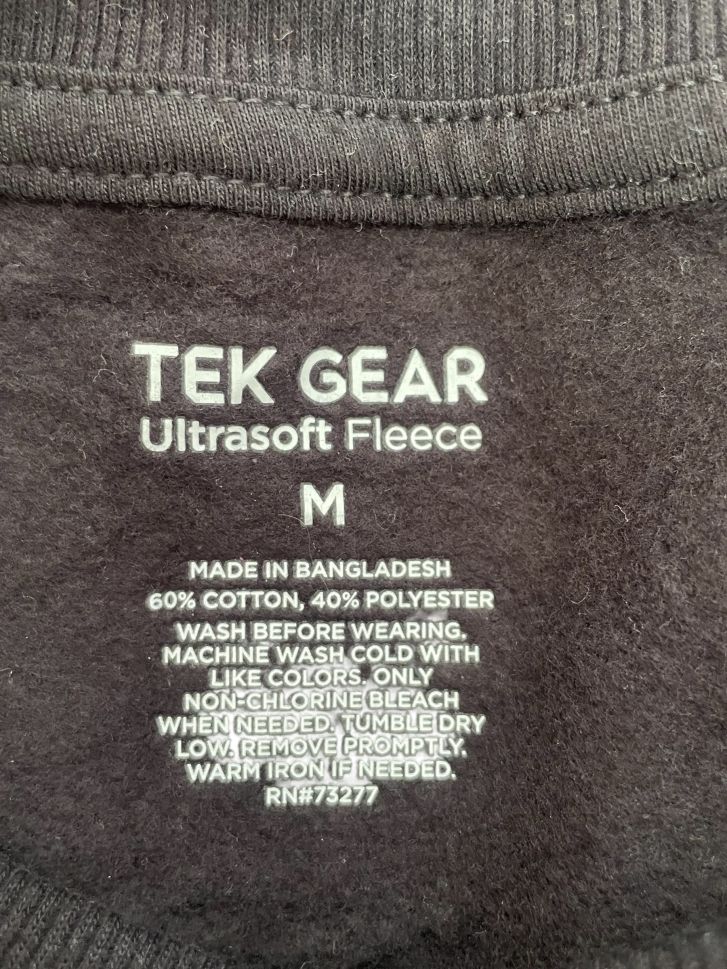 TEK GEAR
Ultrasoft Fleece
M
MADE IN BANGLADESH
60% COTTON, 40% POLYESTER
WASH BEFORE WEARING.
MACHINE WASH COLD WITH
LIKE COLORS. ONLY
NON-CHLORINE BLEACH
WHEN NEEDED. TUMBLE DRY
LOW. REMOVE PROMPTLY.
WARM IRON IF NEEDED.
RN#73277